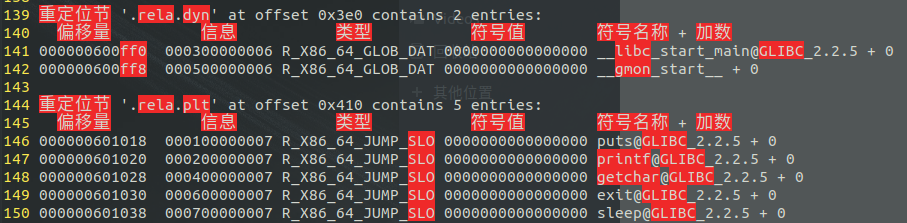 139 重定位节 '.rela.dyn' at offset 0x3e0 contains 2 entries:
140 偏移量 信息 类型 符号值 符号名称 + 加数
141 000000600ff0 000300000006 R_X86_64_GLOB_DAT 0000000000000000 __libc_start_main@GLIBC_2.2.5 + 0
142 000000600ff8 000500000006 R_X86_64_GLOB_DAT 0000000000000000 __gmon_start__ + 0
143
144 重定位节 '.rela.plt' at offset 0x410 contains 5 entries:
145 偏移量 信息 类型 符号值 符号名称 + 加数
146 000000601018 000100000007 R_X86_64_JUMP_SLO 0000000000000000 puts@GLIBC_2.2.5 + 0
147 000000601020 000200000007 R_X86_64_JUMP_SLO 0000000000000000 printf@GLIBC_2.2.5 + 0
148 000000601028 000400000007 R_X86_64_JUMP_SLO 0000000000000000 getchar@GLIBC_2.2.5 + 0
149 000000601030 000600000007 R_X86_64_JUMP_SLO 0000000000000000 exit@GLIBC_2.2.5 + 0
150 000000601038 000700000007 R_X86_64_JUMP_SLO 0000000000000000 sleep@GLIBC_2.2.5 + 0
+ 其他位置